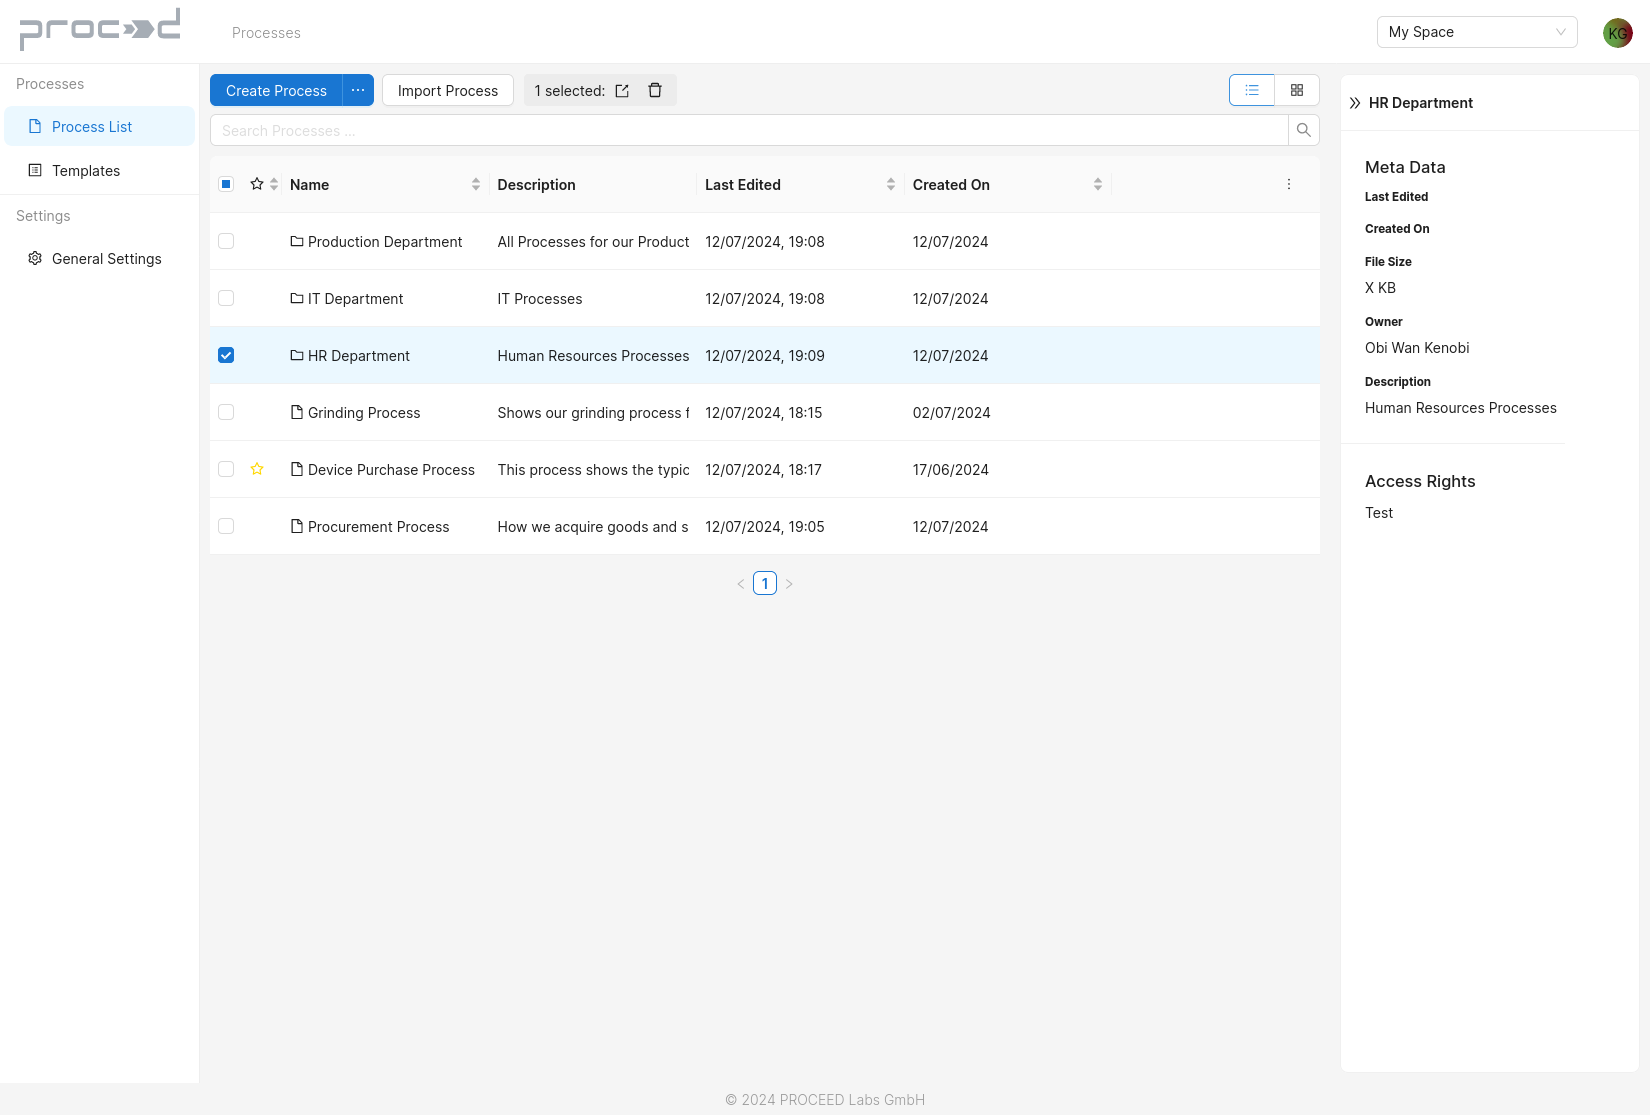 proceed
Processes
My Space
KG
Processes
Process List
Templates
Settings
General Settings
Create Process
Import Process
1 selected:
Search Processes ...
Name Description Last Edited Created On
Production Department All Processes for our Product 12/07/2024, 19:08 12/07/2024
IT Department IT Processes 12/07/2024, 19:08 12/07/2024
HR Department Human Resources Processes 12/07/2024, 19:09 12/07/2024
Grinding Process Shows our grinding process f 12/07/2024, 18:15 02/07/2024
Device Purchase Process This process shows the typic 12/07/2024, 18:17 17/06/2024
Procurement Process How we acquire goods and s 12/07/2024, 19:05 12/07/2024
1
HR Department
Meta Data
Last Edited
Created On
File Size
X KB
Owner
Obi Wan Kenobi
Description
Human Resources Processes
Access Rights
Test
© 2024 PROCEED Labs GmbH